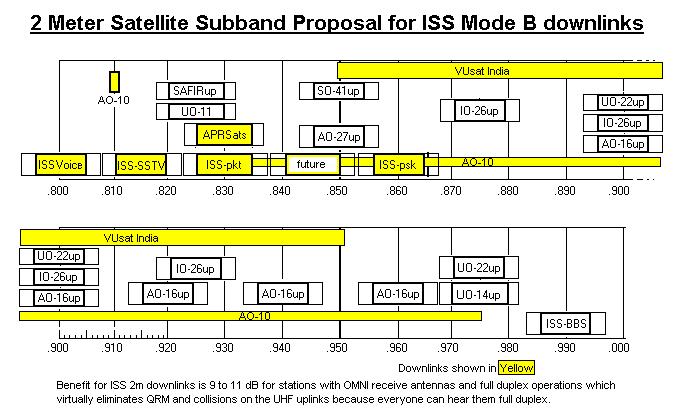 2 Meter Satellite Subband Proposal for ISS Mode B downlinks
VUsat India
AO-10
SAFIRup
SO-41up
UO-11
IO-26up
UO-22up
IO-26up
APRSats
AO-27up
AO-16up
ISSVoice
ISS-SSTV
ISS-pkt
future
ISS-psk
AO-10
.800 .810 .820 .830 .840 .850 .860 .870 .880 .890 .900
VUsat India
UO-22up
IO-26up
UO-22up
IO-26up
AO-16up
AO-16up
AO-16up
AO-16up
UO-14up
AO-10
ISS-BBS
.900 .910 .920 .930 .940 .950 .960 .970 .980 .990 .000
Downlinks shown in Yellow
Benefit for ISS 2m downlinks is 9 to 11 dB for stations with OMNI receive antennas and full duplex operations which
virtually eliminates QRM and collisions on the UHF uplinks because everyone can hear them full duplex.